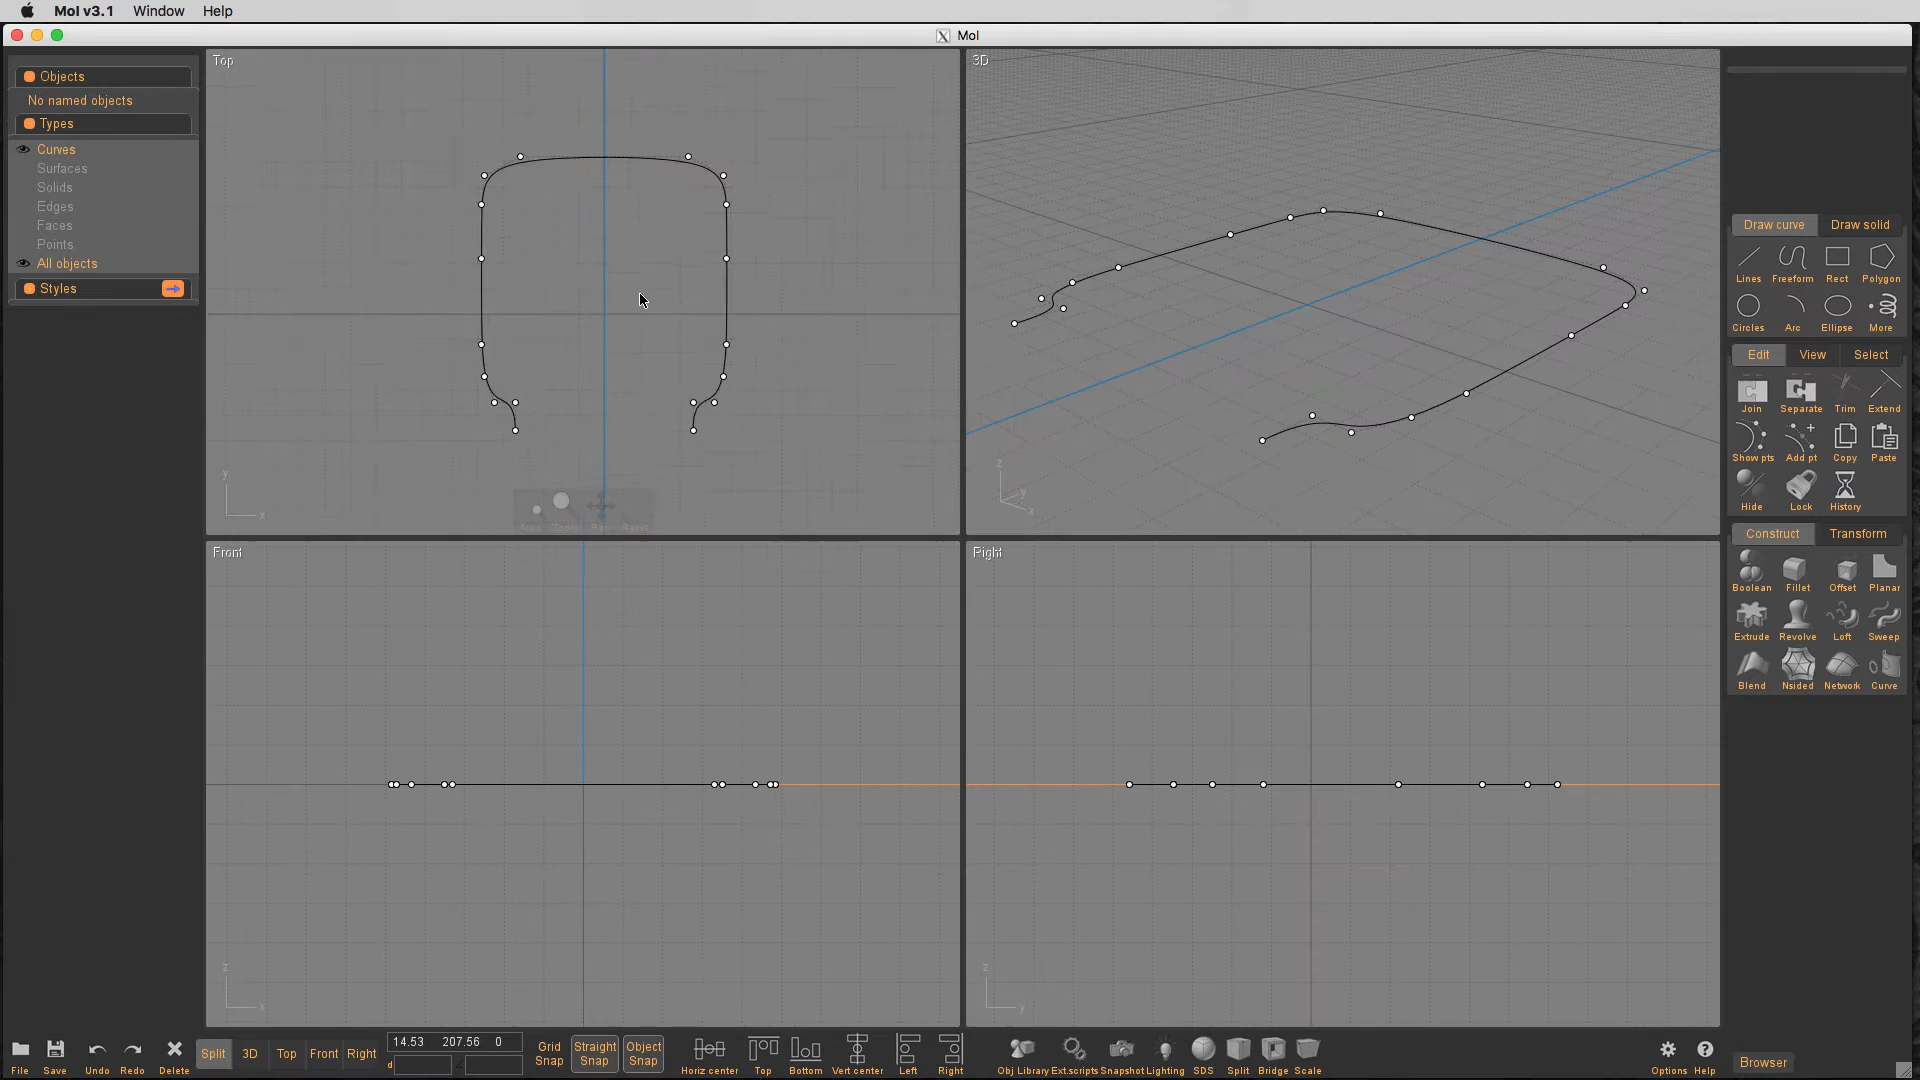 MoI v3.1 Window Help
MoI
Objects
No named objects
Types
Curves
Surfaces
Solids
Edges
Faces
Points
All objects
Styles
Top
y
x
Area Zoom Pan Reset
3D
z
y
x
Front
z
x
Right
z
y
Draw curve Draw solid
Lines Freeform Rect Polygon
Circles Arc Ellipse More
Edit View Select
Join Separate Trim Extend
Show pts Add pt Copy Paste
Hide Lock History
Construct Transform
Boolean Fillet Offset Planar
Extrude Revolve Loft Sweep
Blend Nsided Network Curve
File Save Undo Redo Delete
Split 3D Top Front Right
14.53 207.56 0
d
Grid Snap
Straight Snap
Object Snap
Horiz center Top Bottom Vert center Left Right
Obj Library Ext.scripts Snapshot Lighting SDS Split Bridge Scale
Options Help
Browser